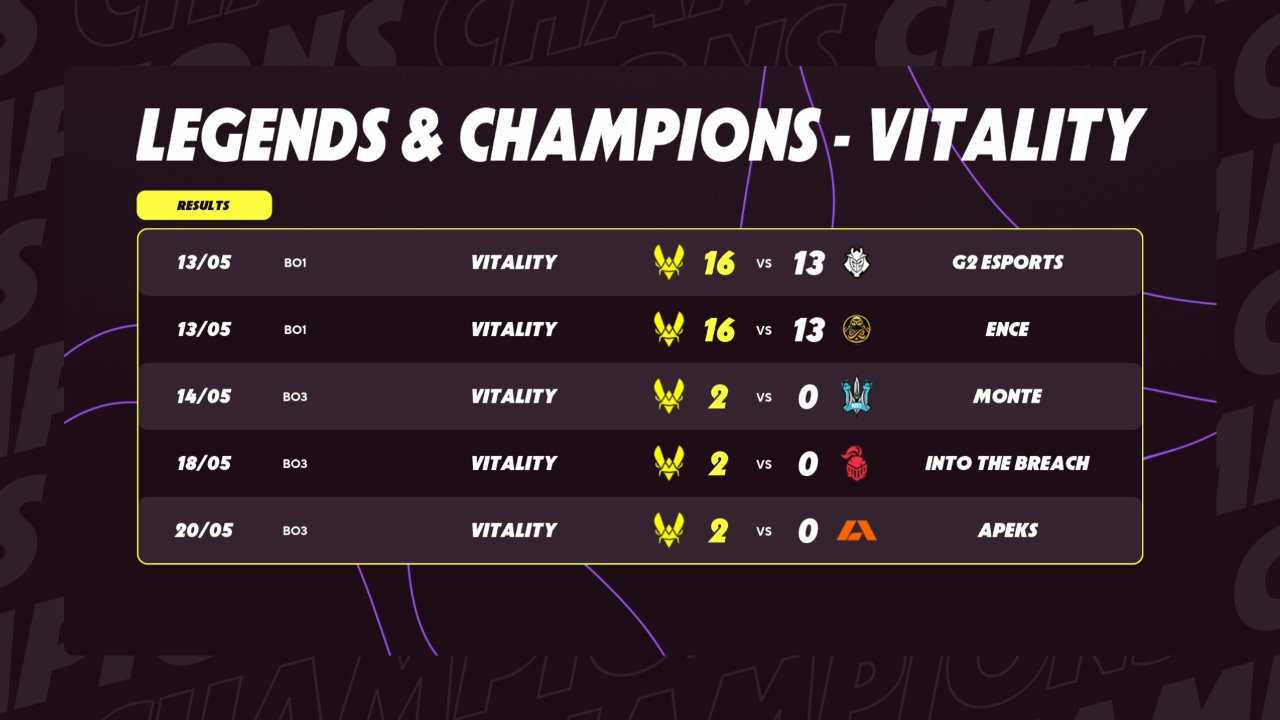 LEGENDS & CHAMPIONS - VITALITY
RESULTS
13/05 BO1 VITALITY 16 VS 13 G2 ESPORTS
13/05 BO1 VITALITY 16 VS 13 ENCE
14/05 BO3 VITALITY 2 VS 0 MONTE
18/05 BO3 VITALITY 2 VS 0 INTO THE BREACH
20/05 BO3 VITALITY 2 VS 0 APEKS